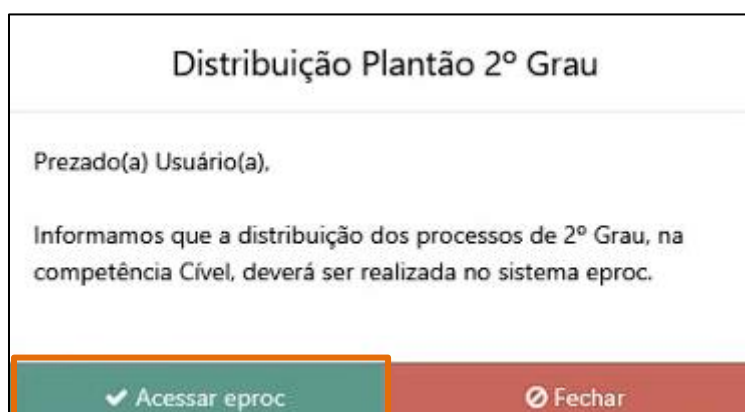 Distribuição Plantão 2º Grau
Prezado(a) Usuário(a),
Informamos que a distribuição dos processos de 2º Grau, na
competência Cível, deverá ser realizada no sistema eproc.
Acessar eproc
Fechar